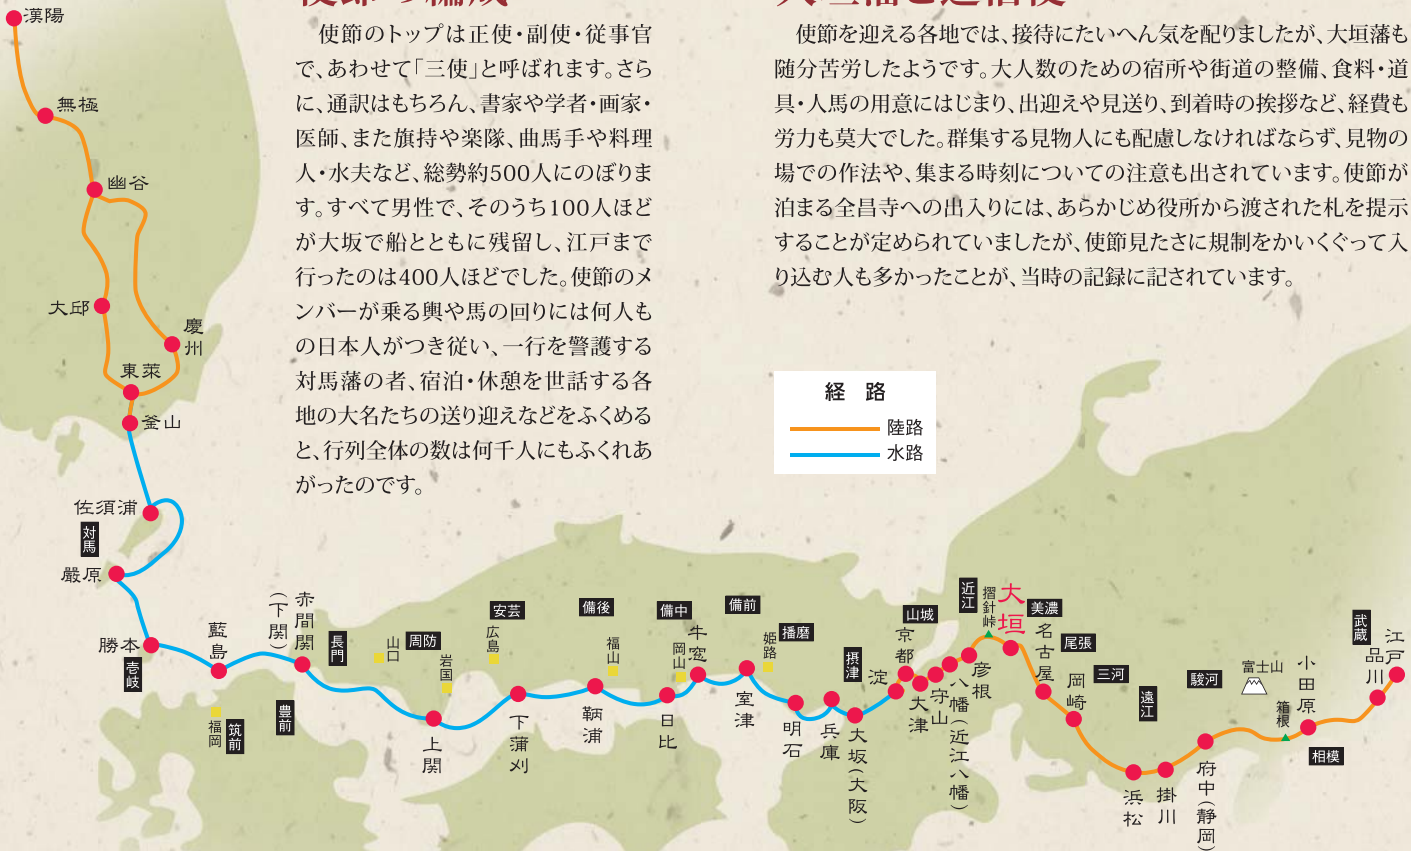 使節の編成
大垣藩と通信使
使節のトップは正使・副使・従事官
で、あわせて「三使」と呼ばれます。さら
に、通訳はもちろん、書家や学者・画家・
医師、また旗持や楽隊、曲馬手や料理
人・水夫など、総勢約500人にのぼりま
す。すべて男性で、そのうち100人ほど
が大坂で船とともに残留し、江戸まで
行ったのは400人ほどでした。使節のメ
ンバーが乗る輿や馬の回りには何人も
の日本人がつき従い、一行を警護する
対馬藩の者、宿泊・休憩を世話する各
地の大名たちの送り迎えなどをふくめる
と、行列全体の数は何千人にもふくれあ
がったのです。
使節を迎える各地では、接待にたいへん気を配りましたが、大垣藩も
随分苦労したようです。大人数のための宿所や街道の整備、食料・道
具・人馬の用意にはじまり、出迎えや見送り、到着時の挨拶など、経費も
労力も莫大でした。群集する見物人にも配慮しなければならず、見物の
場での作法や、集まる時刻についての注意も出されています。使節が
泊まる全昌寺への出入りには、あらかじめ役所から渡された札を提示
することが定められていましたが、使節見たさに規制をかいくぐって入
り込む人も多かったことが、当時の記録に記されています。
経 路
陸路
水路
漢陽
無極
幽谷
大邱
慶州
東萊
釜山
佐須浦
対馬
嚴原
勝本
壱岐
藍島
福岡
筑前
赤間関
(下関)
長門
豊前
山口
周防
岩国
上関
安芸
広島
下蒲刈
備後
福山
鞆浦
備中
岡山
日比
牛窓
備前
室津
姫路
播磨
明石
兵庫
摂津
大坂(大阪)
淀
京都
山城
大津
守山
八幡(近江八幡)
近江
彦根
摺針峠
大垣
美濃
名古屋
尾張
岡崎
三河
遠江
浜松
掛川
駿河
府中(静岡)
富士山
箱根
小田原
相模
武蔵
品川
江戸